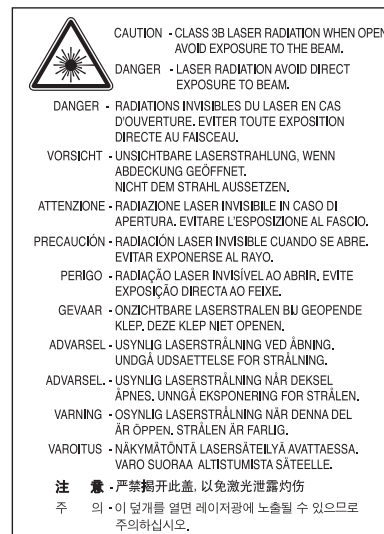 CAUTION - CLASS 3B LASER RADIATION WHEN OPEN
AVOID EXPOSURE TO THE BEAM.
DANGER - LASER RADIATION AVOID DIRECT
EXPOSURE TO BEAM.
DANGER - RADIATIONS INVISIBLES DU LASER EN CAS
D'OUVERTURE. EVITER TOUTE EXPOSITION
DIRECTE AU FAISCEAU.
VORSICHT - UNSICHTBARE LASERSTRAHLUNG, WENN
ABDECKUNG GEÖFFNET.
NICHT DEM STRAHL AUSSETZEN.
ATTENZIONE - RADIAZIONE LASER INVISIBILE IN CASO DI
APERTURA. EVITARE L'ESPOSIZIONE AL FASCIO.
PRECAUCIÓN - RADIACIÓN LASER INVISIBLE CUANDO SE ABRE.
EVITAR EXPONERSE AL RAYO.
PERIGO - RADIAÇÃO LASER INVISÍVEL AO ABRIR. EVITE
EXPOSIÇÃO DIRECTA AO FEIXE.
GEVAAR - ONZICHTBARE LASERSTRALEN BIJ GEOPENDE
KLEP. DEZE KLEP NIET OPENEN.
ADVARSEL - USYNLIG LASERSTRÅLNING VED ÅBNING.
UNDGÅ UDSAETTELSE FOR STRÅLNING.
ADVARSEL. - USYNLIG LASERSTRÅLNING NÅR DEKSEL
ÅPNES. UNNGÅ EKSPONERING FOR STRÅLEN.
VARNING - OSYNLIG LASERSTRÅLNING NÄR DENNA DEL
ÄR ÖPPEN. STRÅLEN ÄR FARLIG.
VAROITUS - NÄKYMÄTÖNTÄ LASERSÄTEILYÄ AVATTAESSA.
VARO SUORAA ALTISTUMISTA SÄTEELLE.
注 意 - 严禁揭开此盖, 以免激光泄露灼伤
주 의 - 이 덮개를 열면 레이저광에 노출될 수 있으므로
주의하십시오.